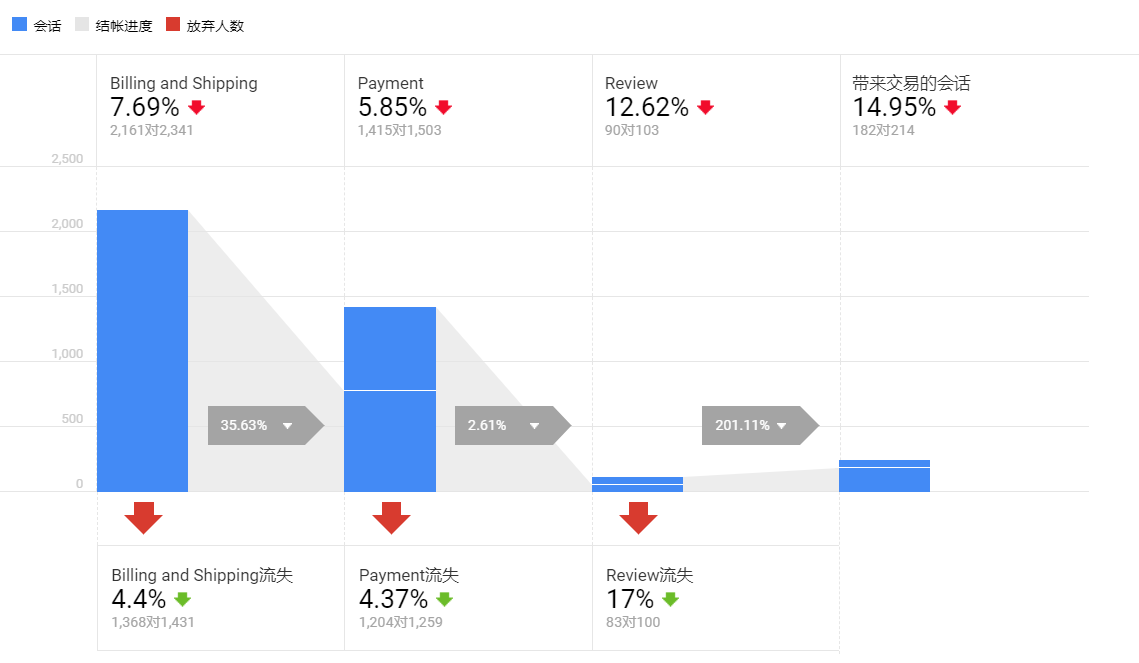 会话 结帐进度 放弃人数
Billing and Shipping
7.69%
2,161对2,341
Payment
5.85%
1,415对1,503
Review
12.62%
90对103
带来交易的会话
14.95%
182对214
2,500
2,000
1,500
1,000
500
0
35.63%
2.61%
201.11%
Billing and Shipping流失
4.4%
1,368对1,431
Payment流失
4.37%
1,204对1,259
Review流失
17%
83对100